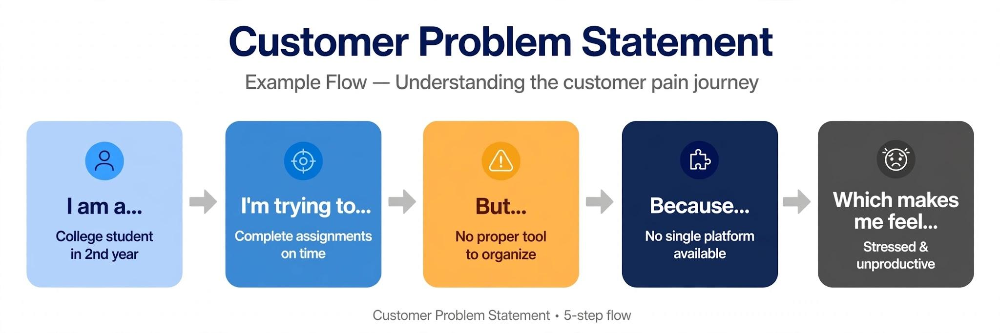 Customer Problem Statement
Example Flow — Understanding the customer pain journey
I am a...
College student
in 2nd year
I'm trying to...
Complete assignments
on time
But...
No proper tool
to organize
Because...
No single platform
available
Which makes
me feel...
Stressed &
unproductive
Customer Problem Statement • 5-step flow